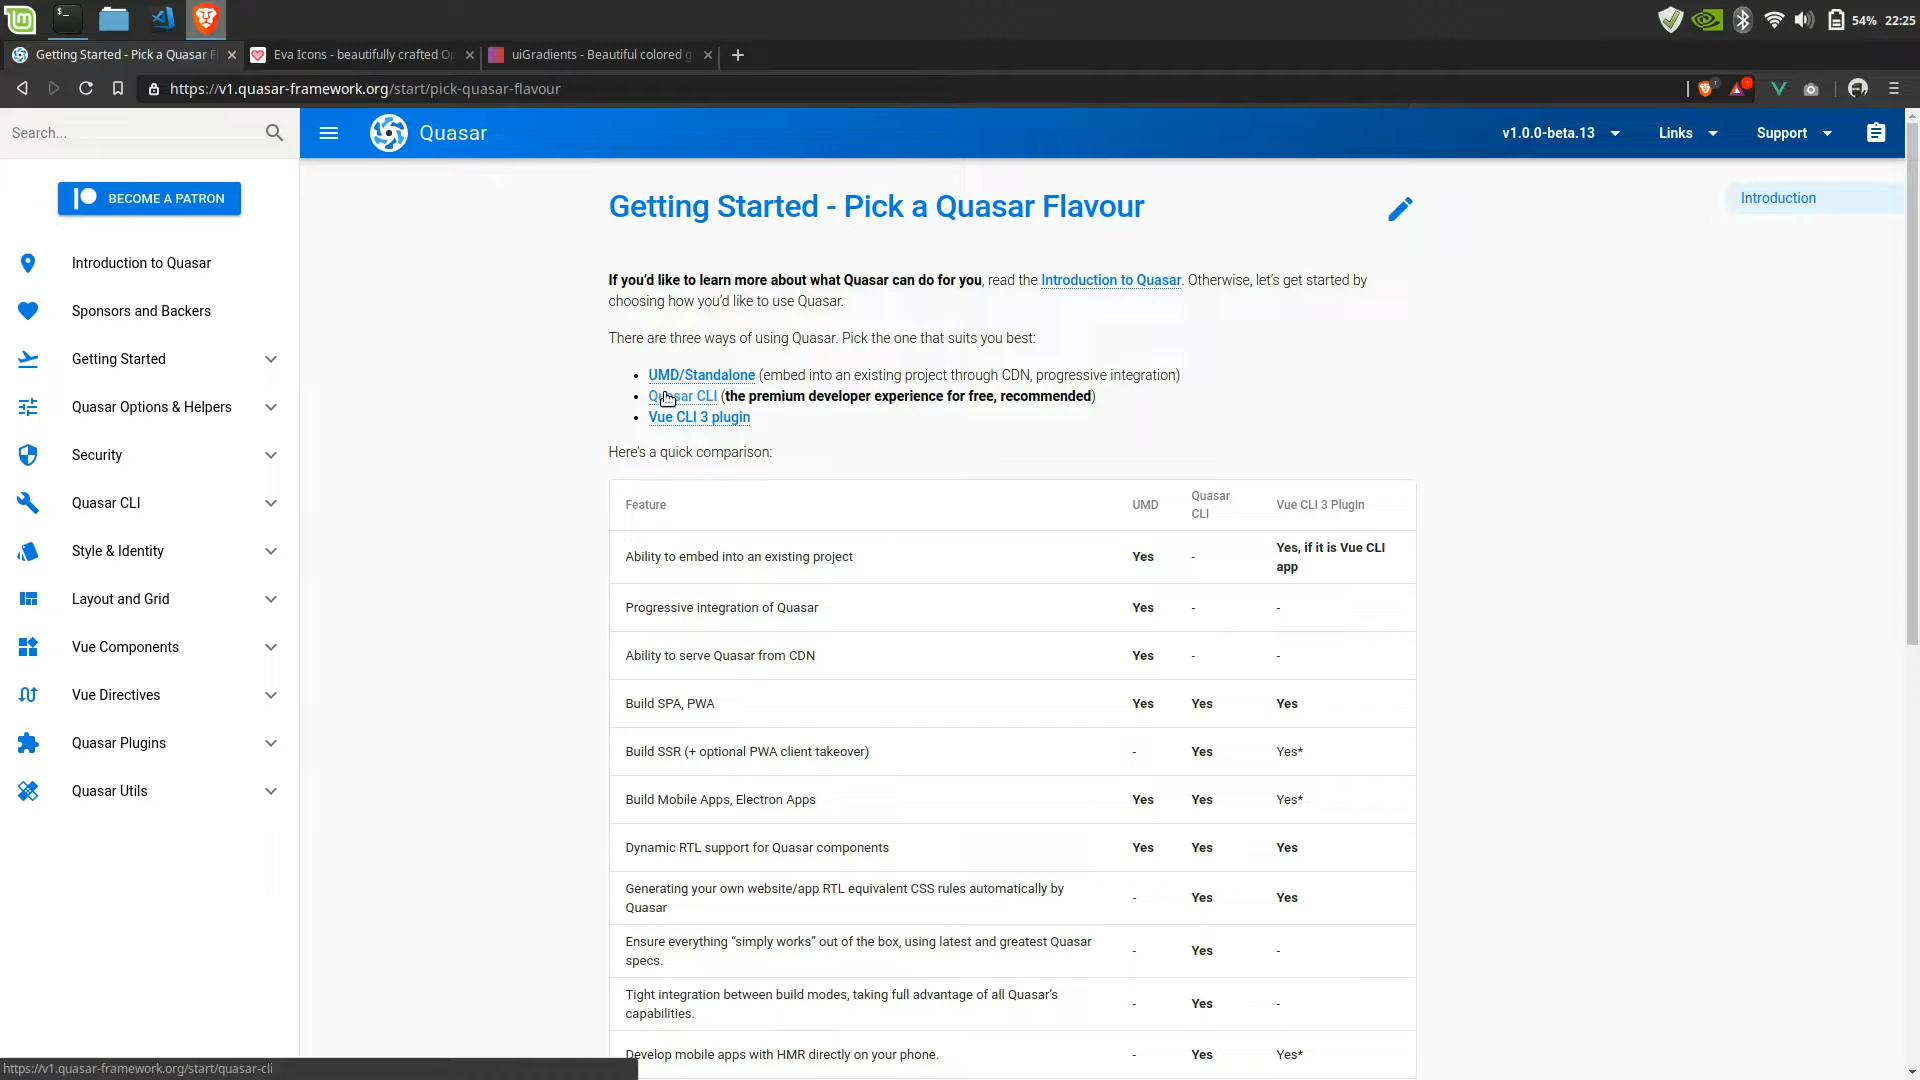 54% 22:25
Getting Started - Pick a Quasar F
Eva Icons - beautifully crafted Op
uiGradients - Beautiful colored g
https://v1.quasar-framework.org/start/pick-quasar-flavour
Search...
Quasar
v1.0.0-beta.13
Links
Support
BECOME A PATRON
Introduction to Quasar
Sponsors and Backers
Getting Started
Quasar Options & Helpers
Security
Quasar CLI
Style & Identity
Layout and Grid
Vue Components
Vue Directives
Quasar Plugins
Quasar Utils
Getting Started - Pick a Quasar Flavour
Introduction
If you’d like to learn more about what Quasar can do for you, read the Introduction to Quasar. Otherwise, let’s get started by
choosing how you’d like to use Quasar.
There are three ways of using Quasar. Pick the one that suits you best:
• UMD/Standalone (embed into an existing project through CDN, progressive integration)
• Quasar CLI (the premium developer experience for free, recommended)
• Vue CLI 3 plugin
Here’s a quick comparison:
Feature UMD Quasar CLI Vue CLI 3 Plugin
Ability to embed into an existing project Yes - Yes, if it is Vue CLI app
Progressive integration of Quasar Yes - -
Ability to serve Quasar from CDN Yes - -
Build SPA, PWA Yes Yes Yes
Build SSR (+ optional PWA client takeover) - Yes Yes*
Build Mobile Apps, Electron Apps Yes Yes Yes*
Dynamic RTL support for Quasar components Yes Yes Yes
Generating your own website/app RTL equivalent CSS rules automatically by
Quasar - Yes Yes
Ensure everything “simply works” out of the box, using latest and greatest Quasar
specs. - Yes -
Tight integration between build modes, taking full advantage of all Quasar’s
capabilities. - Yes -
Develop mobile apps with HMR directly on your phone. - Yes Yes*
https://v1.quasar-framework.org/start/quasar-cli